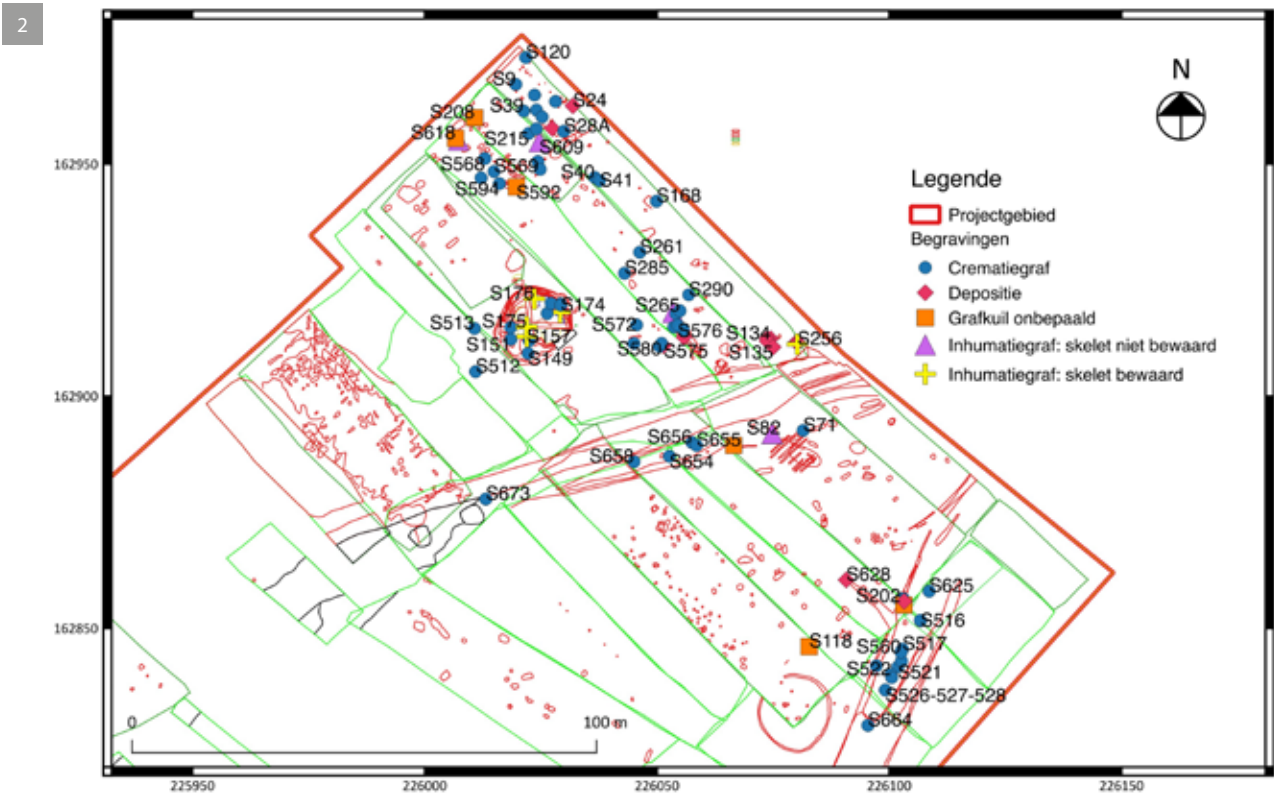 2
N
S120
S9
S24
S39
S208
S28A
S618
S215
S609
S568
S569
S40
S41
S594
S592
S168
S261
S285
S290
S176
S174
S265
S513
S175
S572
S576
S134
S256
S151
S157
S580
S575
S135
S149
S512
S82
S71
S656
S655
S658
S654
S673
S628
S202
S625
S516
S118
S560
S517
S522
S521
S526-527-528
S664
Legende
Projectgebied
Begravingen
Crematiegraf
Depositie
Grafkuil onbepaald
Inhumatiegraf: skelet niet bewaard
Inhumatiegraf: skelet bewaard
162950
162900
162850
0 100 m
225950 226000 226050 226100 226150